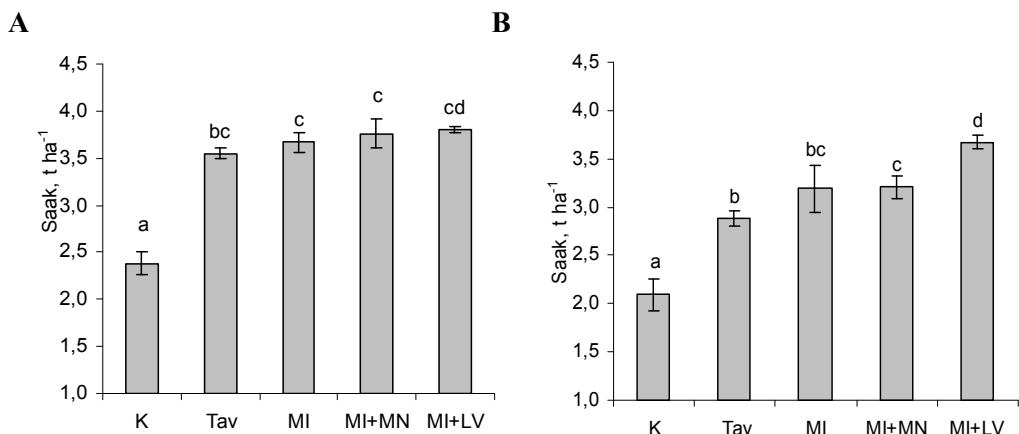 A
Saak, t ha⁻¹
4,5
4,0
3,5
3,0
2,5
2,0
1,5
1,0
a
bc
c
c
cd
K Tav MI MI+MN MI+LV
B
Saak, t ha⁻¹
4,5
4,0
3,5
3,0
2,5
2,0
1,5
1,0
a
b
bc
c
d
K Tav MI MI+MN MI+LV